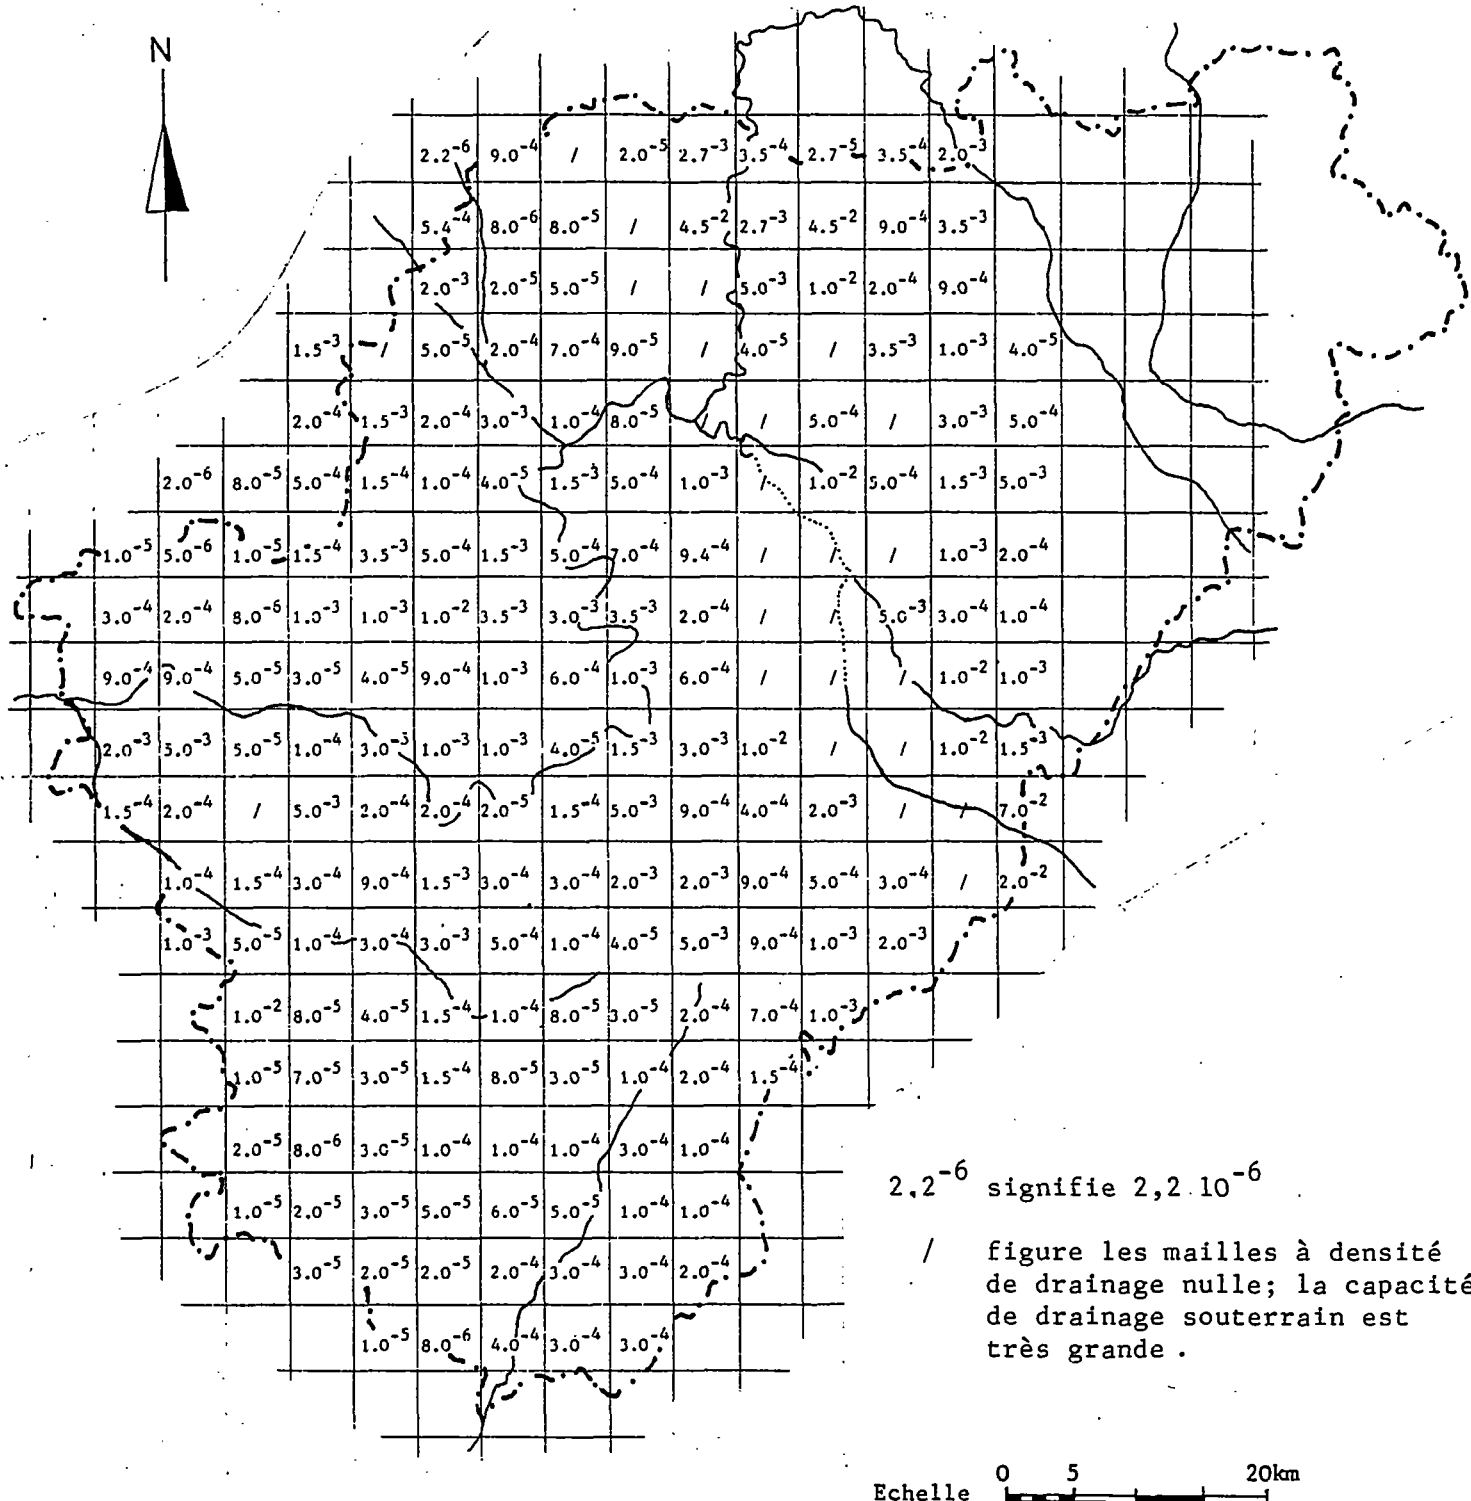 N
2.2⁻⁶ 9.0⁻⁴ / 2.0⁻⁵ 2.7⁻³ 3.5⁻⁴ 2.7⁻⁵ 3.5⁻⁴ 2.0⁻³
5.4⁻⁴ 8.0⁻⁶ 8.0⁻⁵ / 4.5⁻² 2.7⁻³ 4.5⁻² 9.0⁻⁴ 3.5⁻³
2.0⁻³ 2.0⁻⁵ 5.0⁻⁵ / / 5.0⁻³ 1.0⁻² 2.0⁻⁴ 9.0⁻⁴
1.5⁻³ / 5.0⁻⁵ 2.0⁻⁴ 7.0⁻⁴ 9.0⁻⁵ / 4.0⁻⁵ / 3.5⁻³ 1.0⁻³ 4.0⁻⁵
2.0⁻⁴ 1.5⁻³ 2.0⁻⁴ 3.0⁻³ 1.0⁻⁴ 8.0⁻⁵ / / 5.0⁻⁴ / 3.0⁻³ 5.0⁻⁴
2.0⁻⁶ 8.0⁻⁵ 5.0⁻⁴ 1.5⁻⁴ 1.0⁻⁴ 4.0⁻⁵ 1.5⁻³ 5.0⁻⁴ 1.0⁻³ / 1.0⁻² 5.0⁻⁴ 1.5⁻³ 5.0⁻³
1.0⁻⁵ 5.0⁻⁶ 1.0⁻⁵ 1.5⁻⁴ 3.5⁻³ 5.0⁻⁴ 1.5⁻³ 5.0⁻⁴ 7.0⁻⁴ 9.4⁻⁴ / / / 1.0⁻³ 2.0⁻⁴
3.0⁻⁴ 2.0⁻⁴ 8.0⁻⁶ 1.0⁻³ 1.0⁻³ 1.0⁻² 3.5⁻³ 3.0⁻³ 3.5⁻³ 2.0⁻⁴ / / 5.0⁻³ 3.0⁻⁴ 1.0⁻⁴
9.0⁻⁴ 9.0⁻⁴ 5.0⁻⁵ 3.0⁻⁵ 4.0⁻⁵ 9.0⁻⁴ 1.0⁻³ 6.0⁻⁴ 1.0⁻³ 6.0⁻⁴ / / / 1.0⁻² 1.0⁻³
2.0⁻³ 3.0⁻³ 5.0⁻⁵ 1.0⁻⁴ 3.0⁻³ 1.0⁻³ 1.0⁻³ 4.0⁻⁵ 1.5⁻³ 3.0⁻³ 1.0⁻² / / 1.0⁻² 1.5⁻³
1.5⁻⁴ 2.0⁻⁴ / 5.0⁻³ 2.0⁻⁴ 2.0⁻⁴ 2.0⁻⁵ 1.5⁻⁴ 5.0⁻³ 9.0⁻⁴ 4.0⁻⁴ 2.0⁻³ / / 7.0⁻²
1.0⁻⁴ 1.5⁻⁴ 3.0⁻⁴ 9.0⁻⁴ 1.5⁻³ 3.0⁻⁴ 3.0⁻⁴ 2.0⁻³ 2.0⁻³ 9.0⁻⁴ 5.0⁻⁴ 3.0⁻⁴ / 2.0⁻²
1.0⁻³ 5.0⁻⁵ 1.0⁻⁴ 3.0⁻⁴ 3.0⁻³ 5.0⁻⁴ 1.0⁻⁴ 4.0⁻⁵ 5.0⁻³ 9.0⁻⁴ 1.0⁻³ 2.0⁻³
1.0⁻² 8.0⁻⁵ 4.0⁻⁵ 1.5⁻⁴ 1.0⁻⁴ 8.0⁻⁵ 3.0⁻⁵ 2.0⁻⁴ 7.0⁻⁴ 1.0⁻³
1.0⁻⁵ 7.0⁻⁵ 3.0⁻⁵ 1.5⁻⁴ 8.0⁻⁵ 3.0⁻⁵ 1.0⁻⁴ 2.0⁻⁴ 1.5⁻⁴
2.0⁻⁵ 8.0⁻⁶ 3.0⁻⁵ 1.0⁻⁴ 1.0⁻⁴ 1.0⁻⁴ 3.0⁻⁴ 1.0⁻⁴
1.0⁻⁵ 2.0⁻⁵ 3.0⁻⁵ 5.0⁻⁵ 6.0⁻⁵ 5.0⁻⁵ 1.0⁻⁴ 1.0⁻⁴
3.0⁻⁵ 2.0⁻⁵ 2.0⁻⁵ 2.0⁻⁴ 3.0⁻⁴ 3.0⁻⁴ 2.0⁻⁴
1.0⁻⁵ 8.0⁻⁶ 4.0⁻⁴ 3.0⁻⁴ 3.0⁻⁴
2.2⁻⁶ signifie 2,2.10⁻⁶
/ figure les mailles à densité
de drainage nulle; la capacité
de drainage souterrain est
très grande .
Echelle 0 5 20km